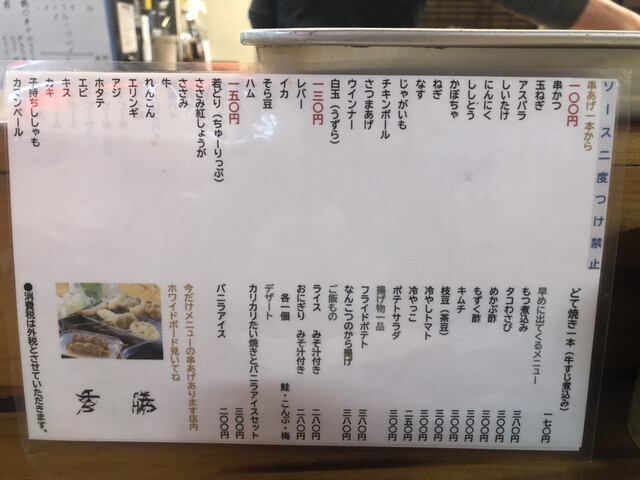 ソース二度つけ禁止
串あげ一本から
一〇〇円
串かつ
玉ねぎ
アスパラ
しいたけ
にんにく
ししとう
かぼちゃ
ねぎ
なす
じゃがいも
チキンボール
さつまあげ
ウインナー
白玉(うずら)
一三〇円
レバー
イカ
そら豆
ハム
一五〇円
若どり(ちゅーりっぷ)
ささみ紅しょうが
ささみ
牛
れんこん
エリンギ
アジ
ホタテ
エビ
キス
カキ
子持ちししゃも
カマンベール
どて焼き一本(牛すじ煮込み) 一七〇円
早めに出てくるメニュー
もつ煮込み 三八〇円
タコわさび 三〇〇円
めかぶ酢 三〇〇円
もずく酢 三〇〇円
キムチ 三〇〇円
枝豆(茶豆) 三〇〇円
冷やしトマト 三〇〇円
冷やっこ 二五〇円
ポテトサラダ 三〇〇円
揚げ物一品
フライドポテト 三八〇円
なんこつのから揚げ 三八〇円
ご飯もの
ライス みそ汁付き 二八〇円
おにぎり みそ汁付き 二八〇円
各一個 鮭・こんぶ・梅
デザート
カリカリたい焼きとバニラアイスセット 三〇〇円
バニラアイス 二〇〇円
今だけメニューの串あげあります店内
ホワイドボード見いてね
秀勝
●消費税は外税とさせていただきます。